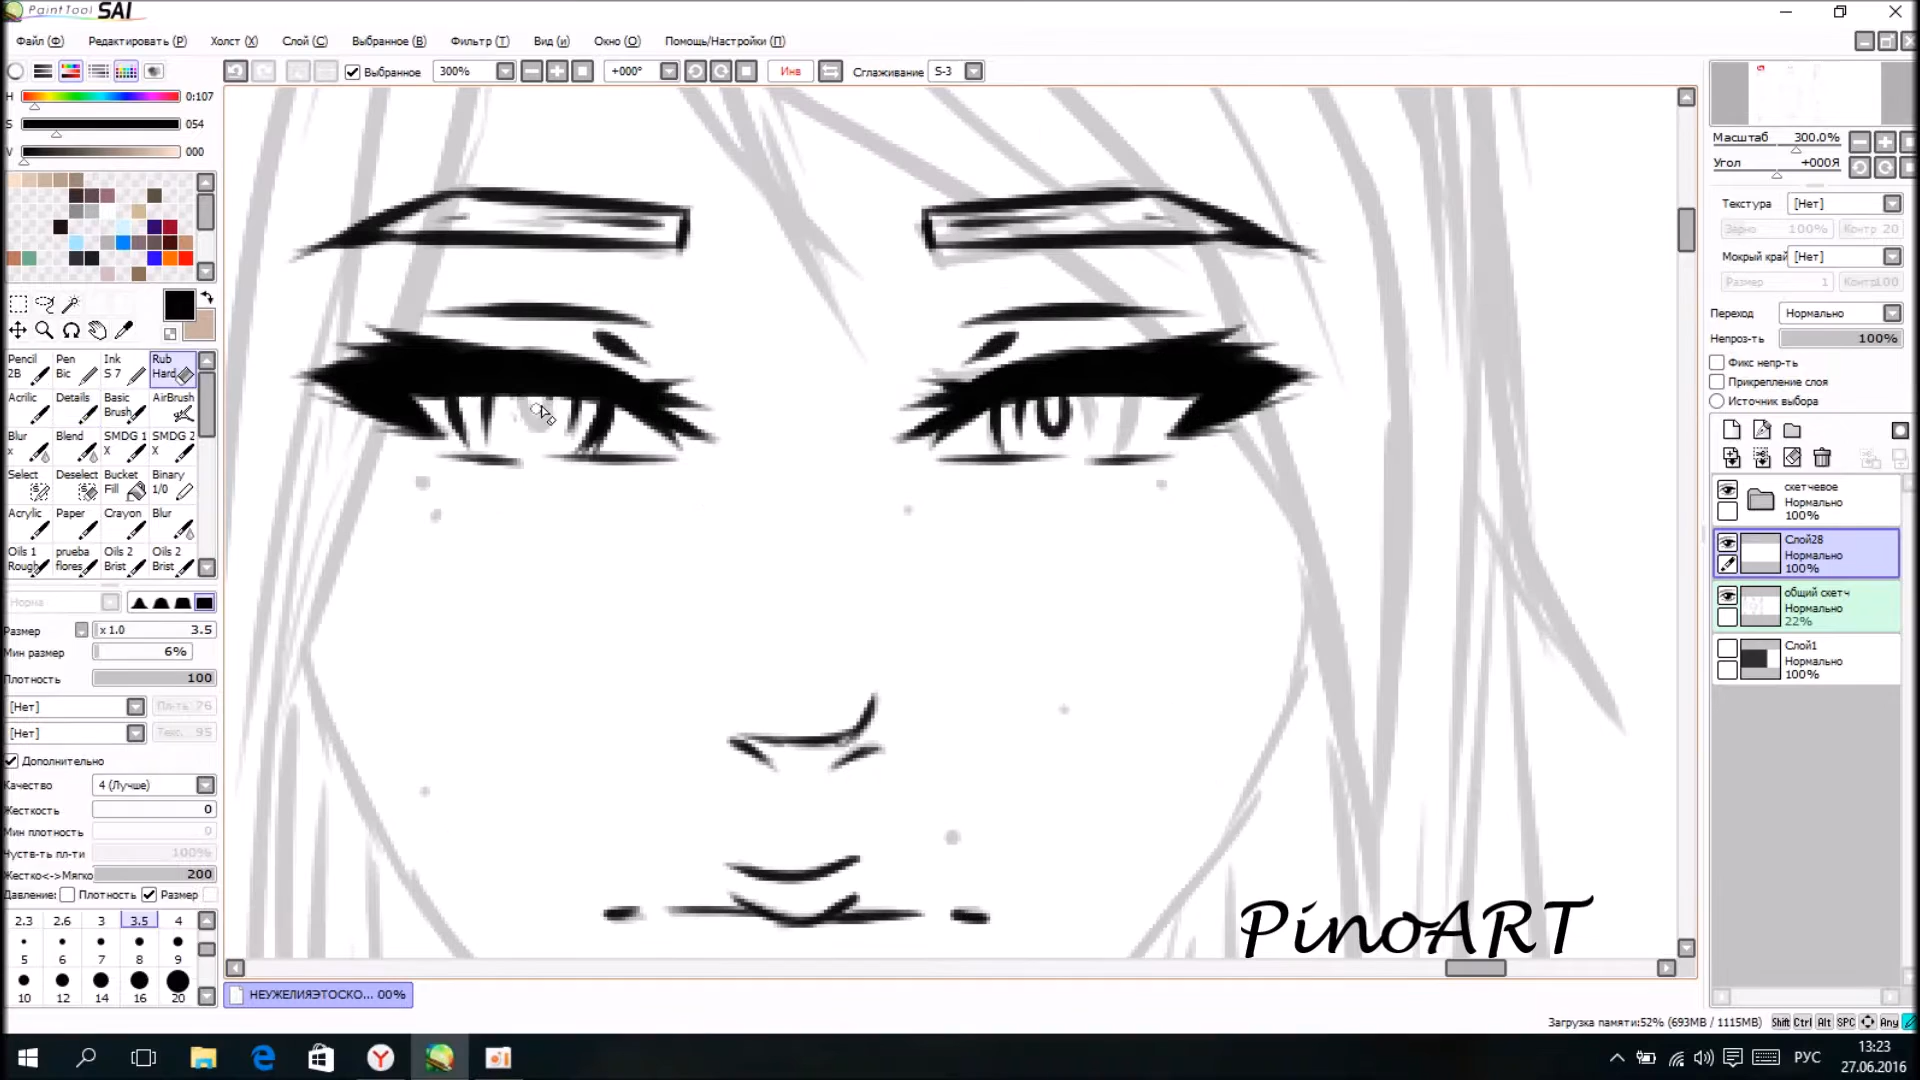 PaintTool SAI
Файл (Ф) Редактировать (Р) Холст (X) Слой (С) Выбранное (В) Фильтр (Т) Вид (и) Окно (О) Помощь/Настройки (П)
Выбранное 300% +000° Инв Сглаживание S-3
H 0:107
S 054
V 000
Pencil 2B Pen Bic Ink S 7 Rub Hard
Acrilic Details Basic Brush AirBrush
Blur x Blend SMDG 1 X SMDG 2 X
Select Deselect Bucket Fill Binary 1/0
Acrylic Paper Crayon Blur
Oils 1 Rough prueba flores Oils 2 Brist Oils 2 Brist
Норма
Размер x 1.0 3.5
Мин размер 6%
Плотность 100
[Нет] Пл-ть 76
[Нет] Текс. 95
Дополнительно
Качество 4 (Лучше)
Жесткость 0
Мин плотность 0
Чуств-ть пл-ти 100%
Жестко<->Мягко 200
Давление: Плотность Размер
2.3 2.6 3 3.5 4
5 6 7 8 9
10 12 14 16 20
PinoART
НЕУЖЕЛИЯЭТОСКО... 00%
Масштаб 300.0%
Угол +000Я
Текстура [Нет]
Зерно 100% Контр 20
Мокрый край [Нет]
Размер 1 Контр100
Переход Нормально
Непроз-ть 100%
Фикс непр-ть
Прикрепление слоя
Источник выбора
скетчевое
Нормально
100%
Слой28
Нормально
100%
общий скетч
Нормально
22%
Слой1
Нормально
100%
Загрузка памяти:52% (693MB / 1115MB) Shift Ctrl Alt SPC Any
РУС 13:23
27.06.2016